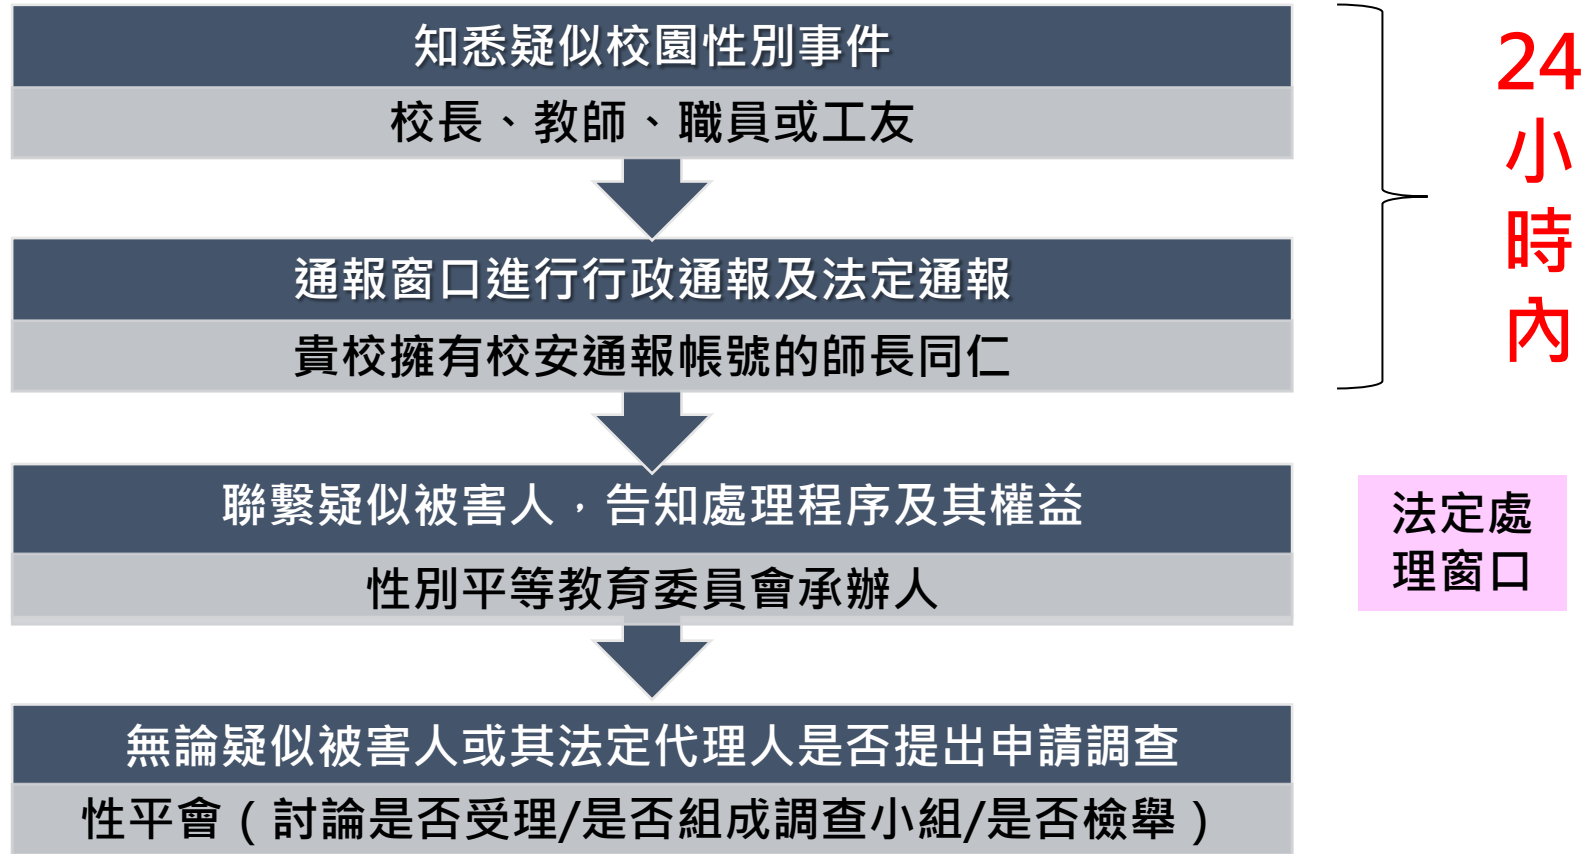 知悉疑似校園性別事件
校長、教師、職員或工友
24
小
時
內
通報窗口進行行政通報及法定通報
貴校擁有校安通報帳號的師長同仁
聯繫疑似被害人，告知處理程序及其權益
性別平等教育委員會承辦人
法定處
理窗口
無論疑似被害人或其法定代理人是否提出申請調查
性平會（討論是否受理/是否組成調查小組/是否檢舉）